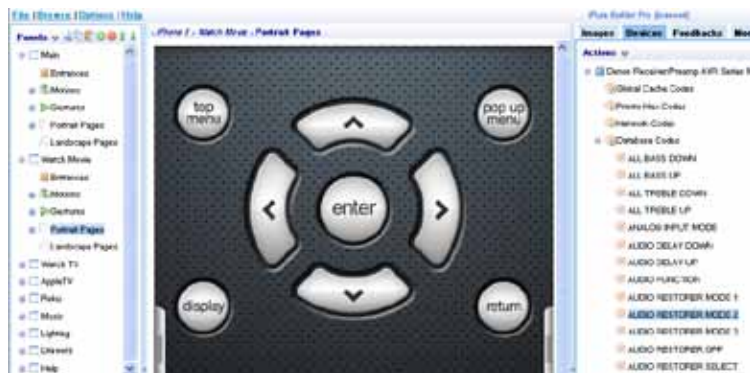 File | Browse | Options | Help
Panels
Main
Entrances
Macros
Gestures
Portrait Pages
Landscape Pages
Watch Movie
Entrances
Macros
Gestures
Portrait Pages
Landscape Pages
Watch TV
AppleTV
Relay
Music
Lighting
Help
iPhone / - Watch Movie - Portrait Pages
top
menu
pop up
menu
enter
display
return
Images Devices Feedbacks
Actions
Denon Receiver/Preamp AVR Series
Global Cache Codes
Network Codes
Database Codes
ALL BASS DOWN
ALL BASS UP
ALL TREBLE DOWN
ALL TREBLE UP
ANALOG INPUT MODE
AUDIO DELAY DOWN
AUDIO DELAY UP
AUDIO FUNCTION
AUDIO RESTORER MODE 1
AUDIO RESTORER MODE 2
AUDIO RESTORER MODE 3
AUDIO RESTORER OFF
AUDIO RESTORER SELECT